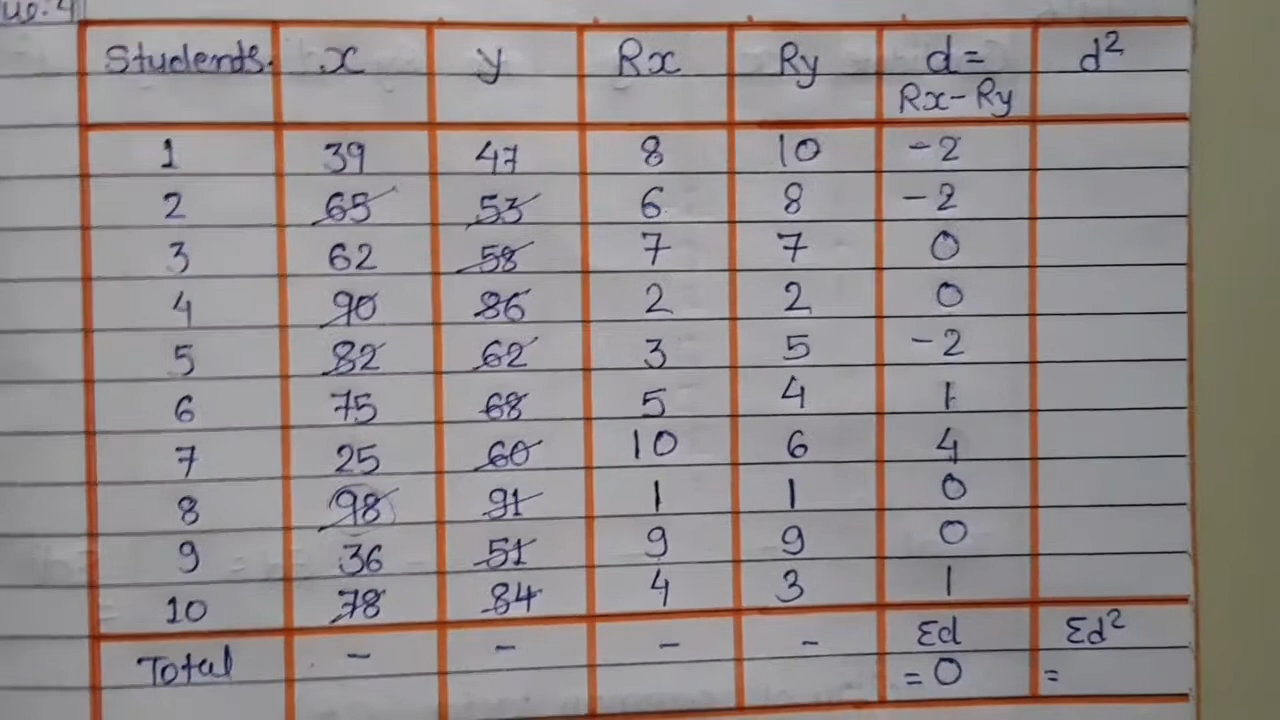 Students. x y Rx Ry d = d²
Rx - Ry
1 39 47 8 10 -2
2 65 53 6 8 -2
3 62 58 7 7 0
4 90 86 2 2 0
5 82 62 3 5 -2
6 75 68 5 4 1
7 25 60 10 6 4
8 98 91 1 1 0
9 36 51 9 9 0
10 78 84 4 3 1
Total - - - - Σd Σd²
= 0 =